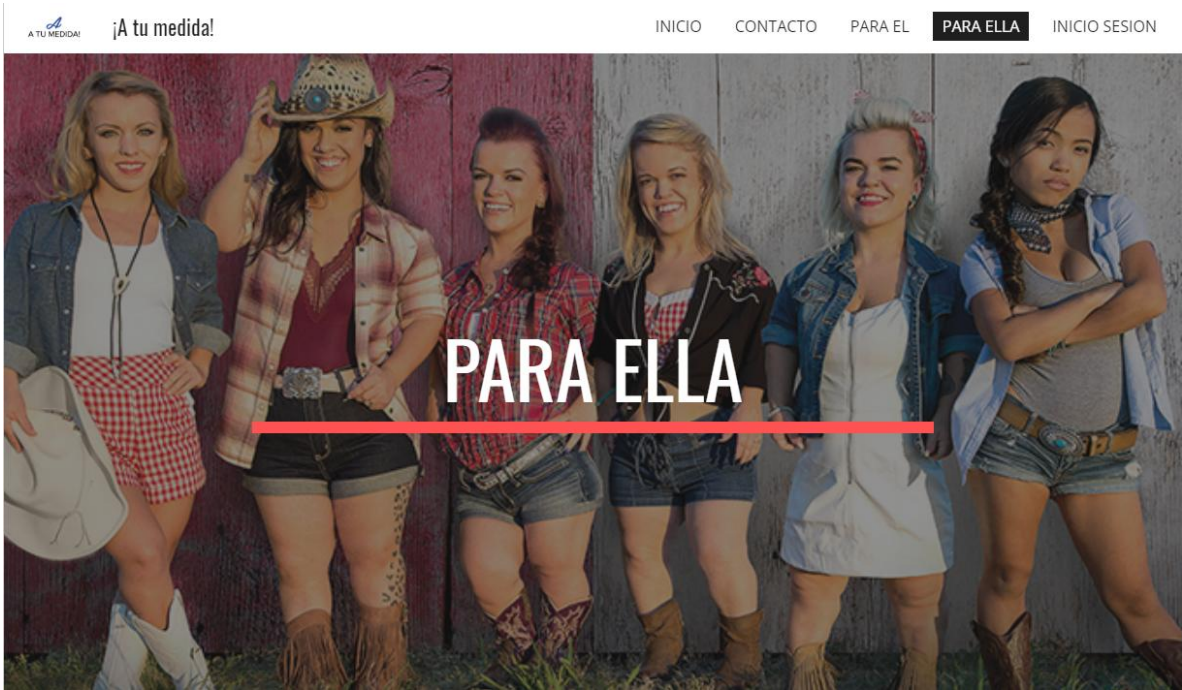 A
A TU MEDIDA!
¡A tu medida!
INICIO CONTACTO PARA EL PARA ELLA INICIO SESION
PARA ELLA